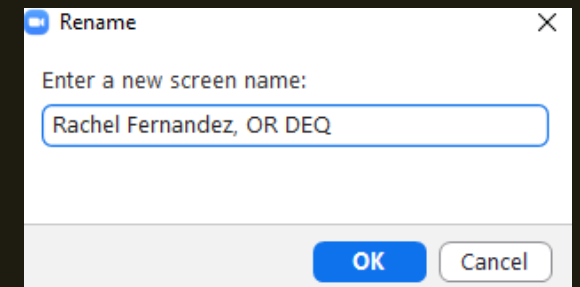 Rename
Enter a new screen name:
Rachel Fernandez, OR DEQ
OK
Cancel